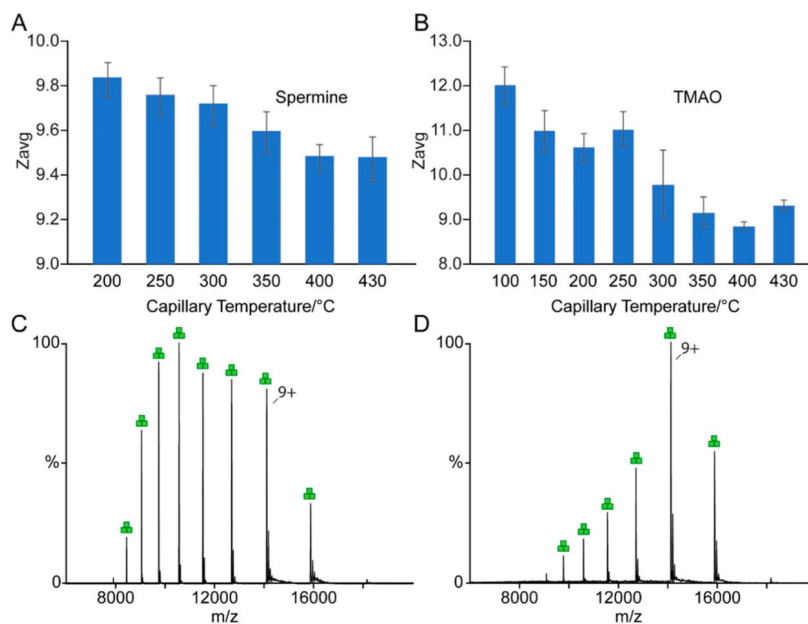 A
10.0
9.8
9.6
9.4
9.2
9.0
Zavg
Spermine
200 250 300 350 400 430
Capillary Temperature/°C
B
13.0
12.0
11.0
10.0
9.0
8.0
Zavg
TMAO
100 150 200 250 300 350 400 430
Capillary Temperature/°C
C
100
%
0
9+
8000 12000 16000
m/z
D
100
%
0
9+
8000 12000 16000
m/z